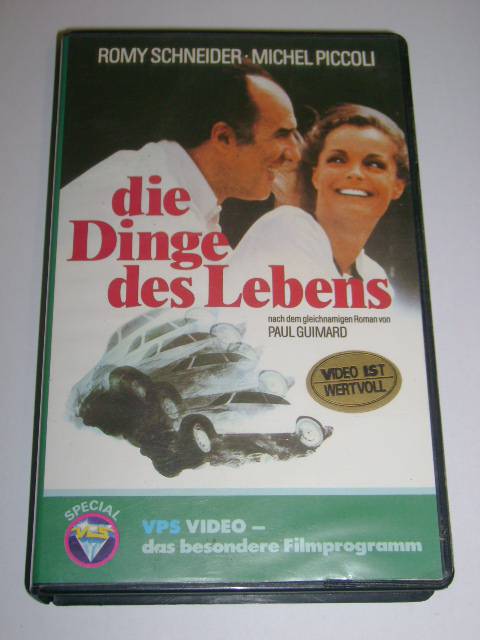 ROMY SCHNEIDER · MICHEL PICCOLI
die
Dinge
des Lebens
nach dem gleichnamigen Roman von
PAUL GUIMARD
VIDEO IST
WERTVOLL
SPECIAL
VPS VIDEO –
das besondere Filmprogramm